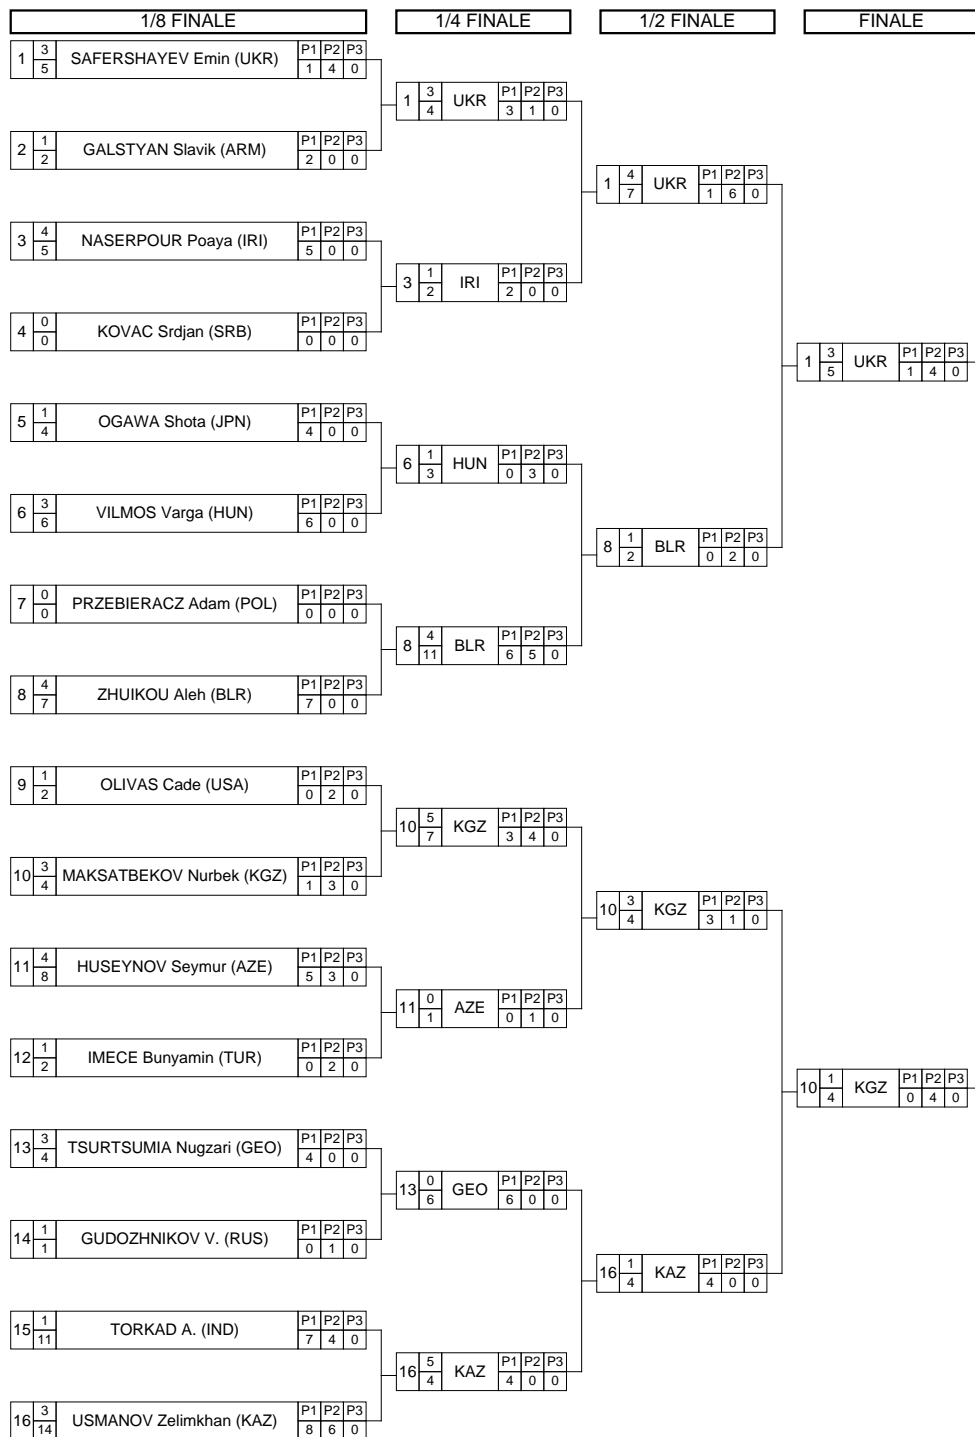 1/8 FINALE 1/4 FINALE 1/2 FINALE FINALE
3 P1 P2 P3
1 SAFERSHAYEV Emin (UKR)
5 1 4 0
3 P1 P2 P3
1 UKR
4 3 1 0
1 P1 P2 P3
2 GALSTYAN Slavik (ARM)
2 2 0 0
4 P1 P2 P3
1 UKR
7 1 6 0
4 P1 P2 P3
3 NASERPOUR Poaya (IRI)
5 5 0 0
1 P1 P2 P3
3 IRI
2 2 0 0
0 P1 P2 P3
4 KOVAC Srdjan (SRB)
0 0 0 0
3 P1 P2 P3
1 UKR
5 1 4 0
1 P1 P2 P3
5 OGAWA Shota (JPN)
4 4 0 0
1 P1 P2 P3
6 HUN
3 0 3 0
3 P1 P2 P3
6 VILMOS Varga (HUN)
6 6 0 0
1 P1 P2 P3
8 BLR
2 0 2 0
0 P1 P2 P3
7 PRZEBIERACZ Adam (POL)
0 0 0 0
4 P1 P2 P3
8 BLR
11 6 5 0
4 P1 P2 P3
8 ZHUIKOU Aleh (BLR)
7 7 0 0
1 P1 P2 P3
9 OLIVAS Cade (USA)
2 0 2 0
5 P1 P2 P3
10 KGZ
7 3 4 0
3 P1 P2 P3
10 MAKSATBEKOV Nurbek (KGZ)
4 1 3 0
3 P1 P2 P3
10 KGZ
4 3 1 0
4 P1 P2 P3
11 HUSEYNOV Seymur (AZE)
8 5 3 0
0 P1 P2 P3
11 AZE
1 0 1 0
1 P1 P2 P3
12 IMECE Bunyamin (TUR)
2 0 2 0
1 P1 P2 P3
10 KGZ
4 0 4 0
3 P1 P2 P3
13 TSURTSUMIA Nugzari (GEO)
4 4 0 0
0 P1 P2 P3
13 GEO
6 6 0 0
1 P1 P2 P3
14 GUDOZHNIKOV V. (RUS)
1 0 1 0
1 P1 P2 P3
16 KAZ
4 4 0 0
1 P1 P2 P3
15 TORKAD A. (IND)
11 7 4 0
5 P1 P2 P3
16 KAZ
4 4 0 0
3 P1 P2 P3
16 USMANOV Zelimkhan (KAZ)
14 8 6 0